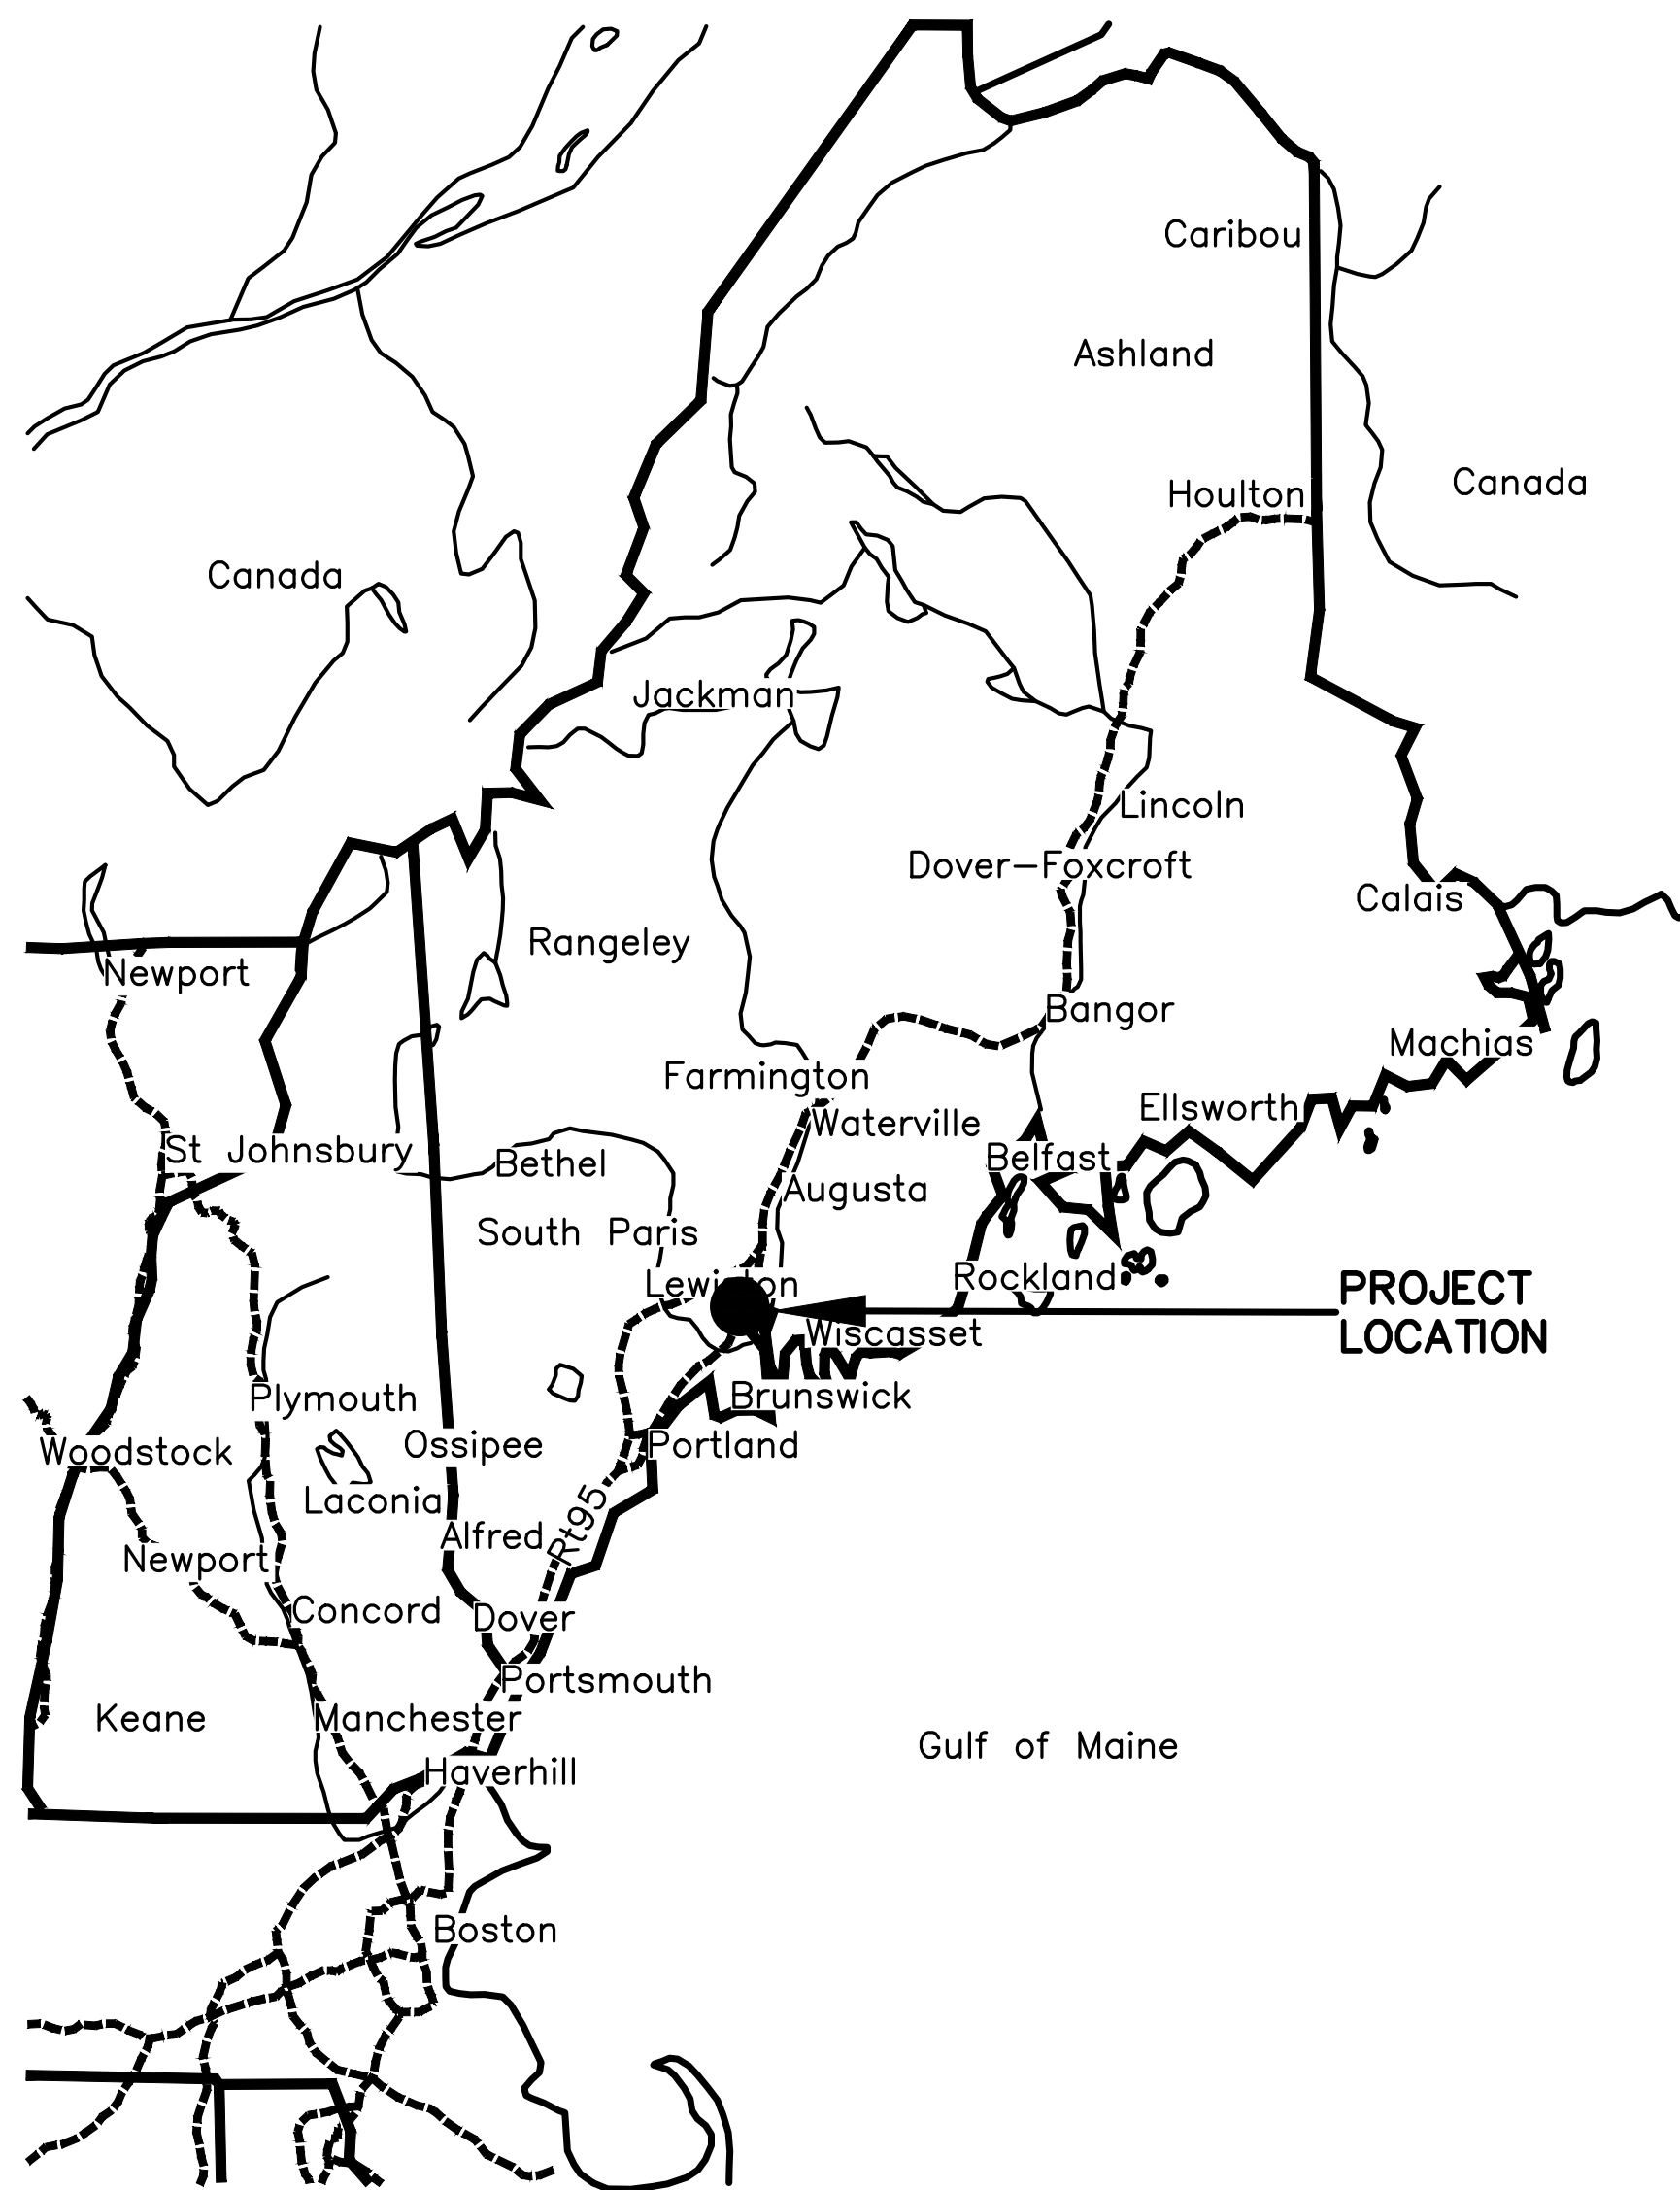 Caribou
Ashland
Canada
Houlton
Canada
Jackman
Lincoln
Dover-Foxcroft
Calais
Rangeley
Newport
Bangor
Machias
Farmington
Ellsworth
Waterville
St Johnsbury
Belfast
Bethel
Augusta
South Paris
Rockland
Lewiston
PROJECT
LOCATION
Wiscasset
Brunswick
Plymouth
Ossipee
Portland
Woodstock
Laconia
Rt95
Alfred
Newport
Concord
Dover
Portsmouth
Keane
Manchester
Gulf of Maine
Haverhill
Boston